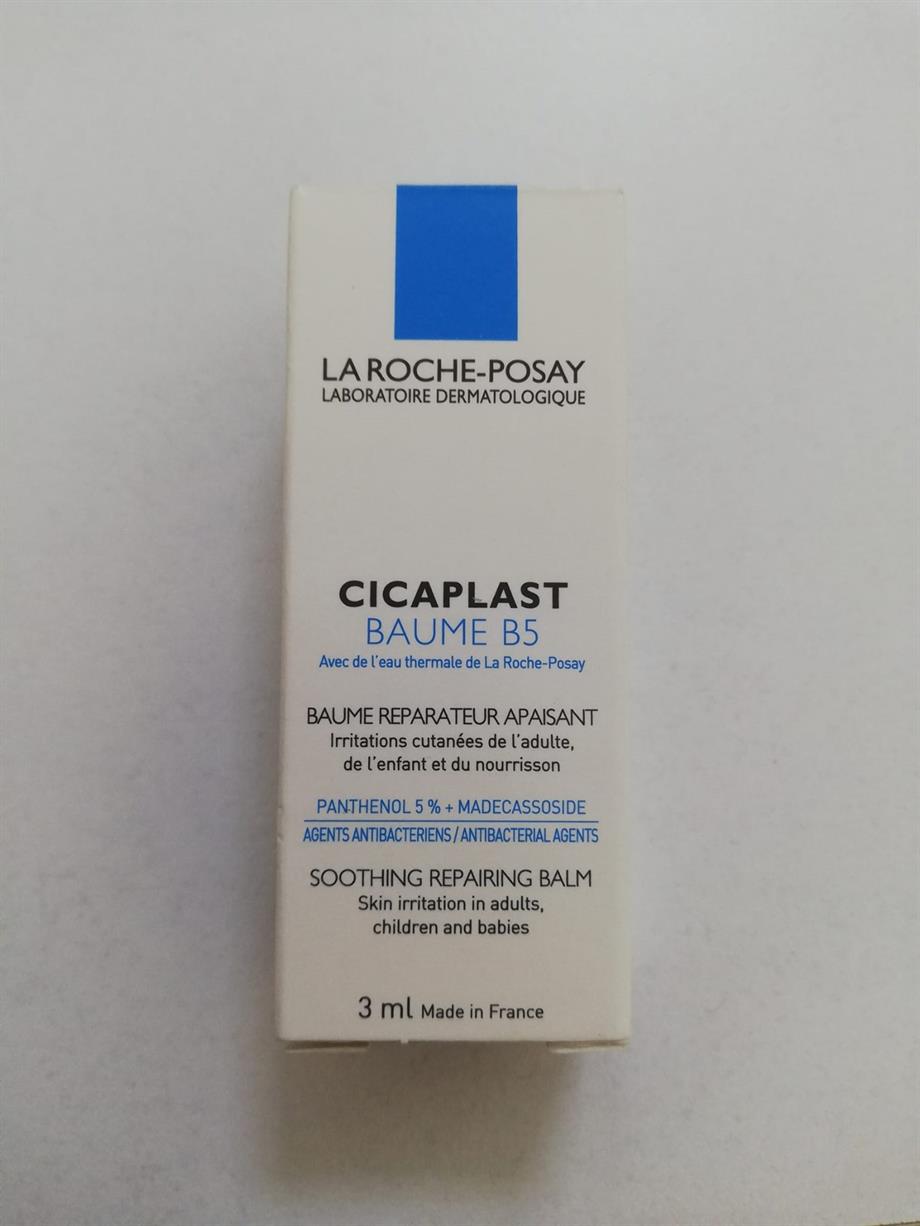 LA ROCHE-POSAY
LABORATOIRE DERMATOLOGIQUE
CICAPLAST
BAUME B5
Avec de l'eau thermale de La Roche-Posay
BAUME REPARATEUR APAISANT
Irritations cutanées de l'adulte,
de l'enfant et du nourrisson
PANTHENOL 5 % + MADECASSOSIDE
AGENTS ANTIBACTERIENS / ANTIBACTERIAL AGENTS
SOOTHING REPAIRING BALM
Skin irritation in adults,
children and babies
3 ml Made in France